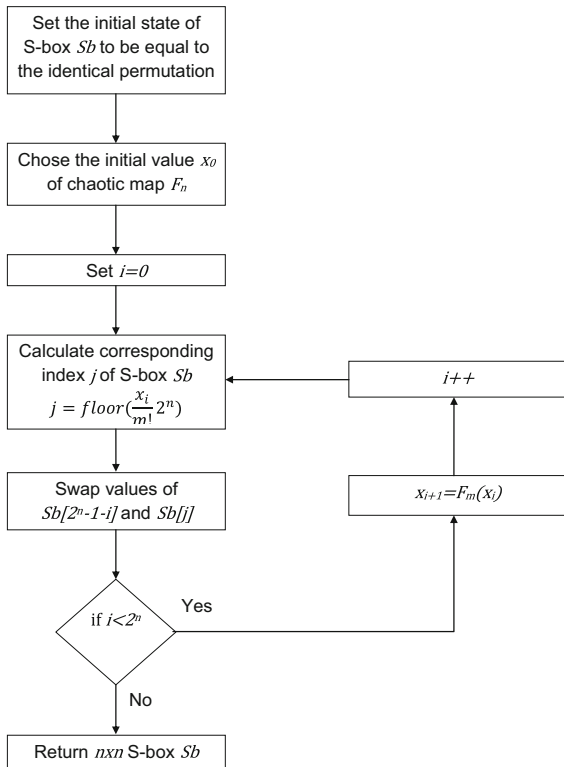 Set the initial state of
S-box Sb to be equal to
the identical permutation
Chose the initial value x₀
of chaotic map Fₙ
Set i=0
Calculate corresponding
index j of S-box Sb
j = floor(\frac{x_i}{m!} 2ⁿ)
i++
Swap values of
Sb[2ⁿ-1-i] and Sb[j]
xᵢ₊₁=Fₘ(xᵢ)
if i<2ⁿ
Yes
No
Return nxn S-box Sb